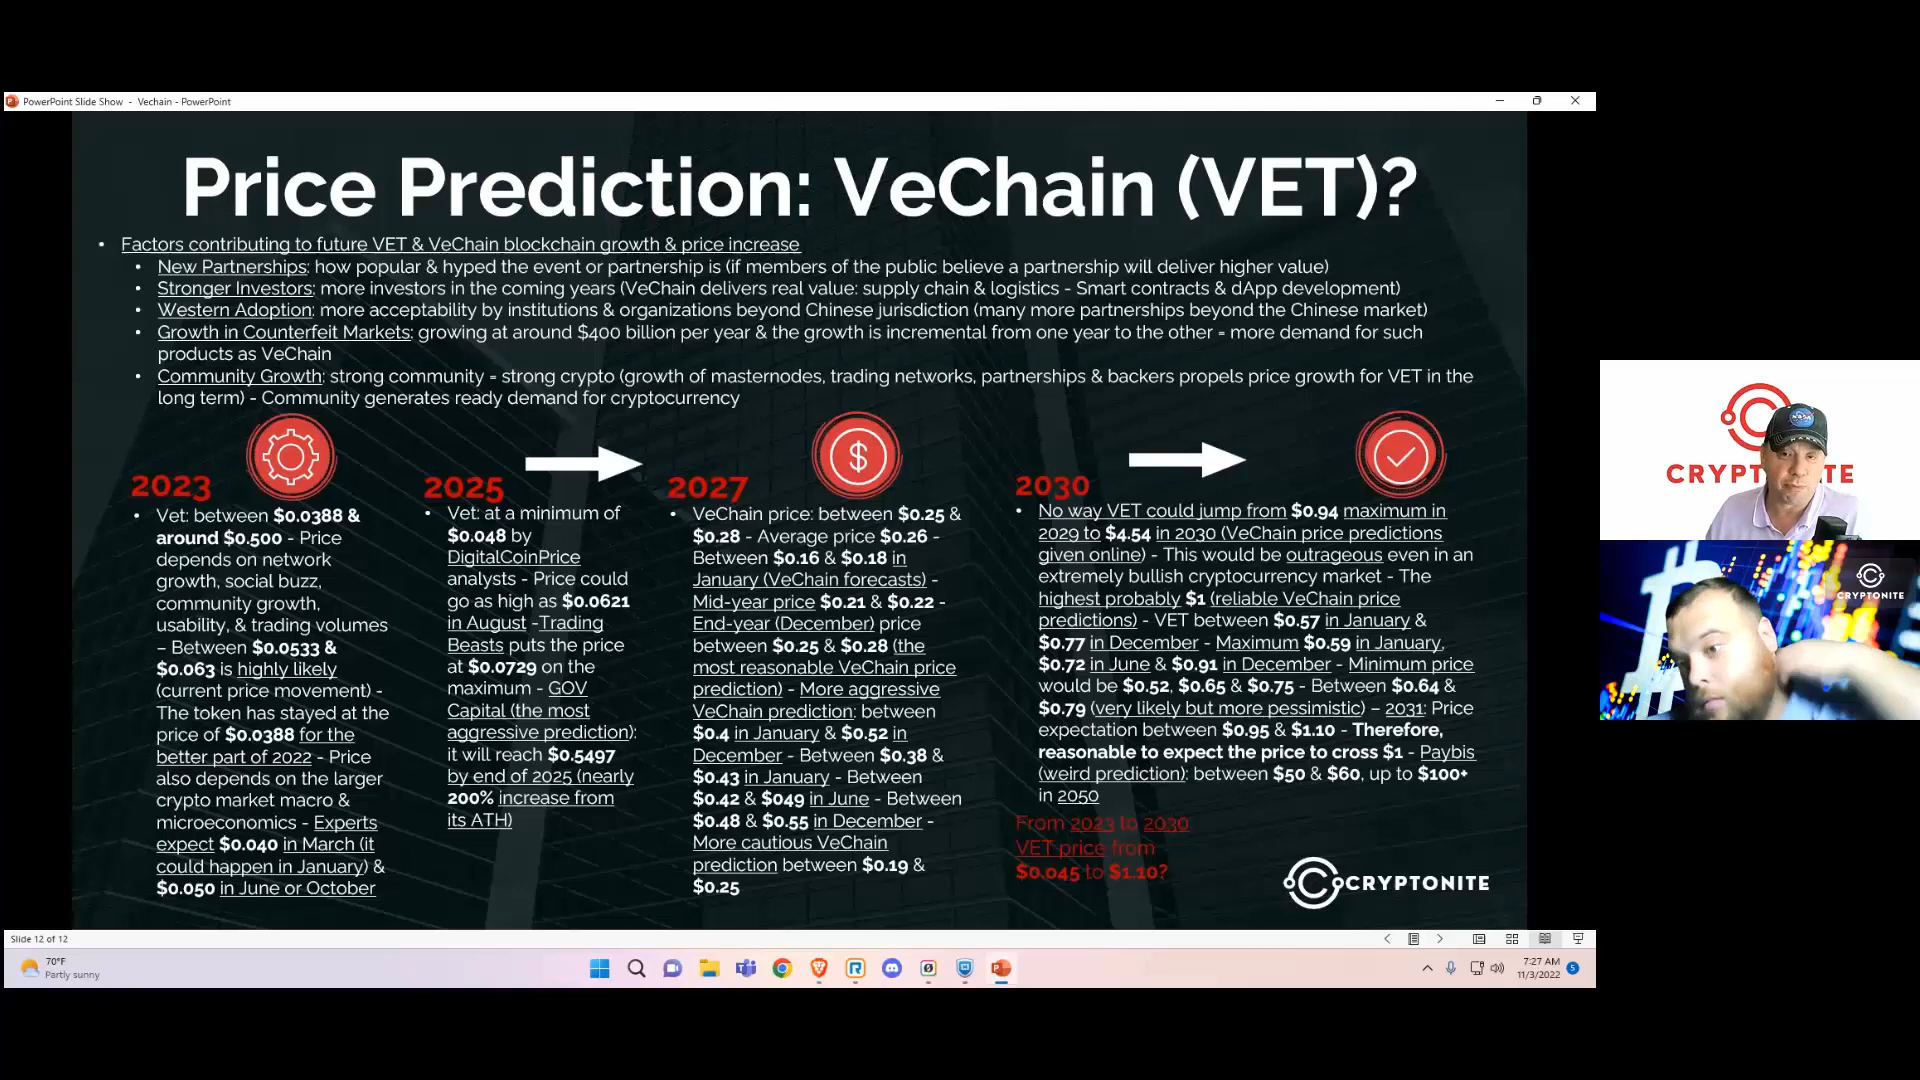 PowerPoint Slide Show - Vechain - PowerPoint
Price Prediction: VeChain (VET)?
• Factors contributing to future VET & VeChain blockchain growth & price increase
• New Partnerships: how popular & hyped the event or partnership is (if members of the public believe a partnership will deliver higher value)
• Stronger Investors: more investors in the coming years (VeChain delivers real value: supply chain & logistics - Smart contracts & dApp development)
• Western Adoption: more acceptability by institutions & organizations beyond Chinese jurisdiction (many more partnerships beyond the Chinese market)
• Growth in Counterfeit Markets: growing at around $400 billion per year & the growth is incremental from one year to the other = more demand for such
products as VeChain
• Community Growth: strong community = strong crypto (growth of masternodes, trading networks, partnerships & backers propels price growth for VET in the
long term) - Community generates ready demand for cryptocurrency
2023
• Vet: between $0.0388 &
around $0.500 - Price
depends on network
growth, social buzz,
community growth,
usability, & trading volumes
– Between $0.0533 &
$0.063 is highly likely
(current price movement) -
The token has stayed at the
price of $0.0388 for the
better part of 2022 - Price
also depends on the larger
crypto market macro &
microeconomics - Experts
expect $0.040 in March (it
could happen in January) &
$0.050 in June or October
2025
• Vet: at a minimum of
$0.048 by
DigitalCoinPrice
analysts - Price could
go as high as $0.0621
in August -Trading
Beasts puts the price
at $0.0729 on the
maximum - GOV
Capital (the most
aggressive prediction):
it will reach $0.5497
by end of 2025 (nearly
200% increase from
its ATH)
2027
• VeChain price: between $0.25 &
$0.28 - Average price $0.26 -
Between $0.16 & $0.18 in
January (VeChain forecasts) -
Mid-year price $0.21 & $0.22 -
End-year (December) price
between $0.25 & $0.28 (the
most reasonable VeChain price
prediction) - More aggressive
VeChain prediction: between
$0.4 in January & $0.52 in
December - Between $0.38 &
$0.43 in January - Between
$0.42 & $049 in June - Between
$0.48 & $0.55 in December -
More cautious VeChain
prediction between $0.19 &
$0.25
2030
• No way VET could jump from $0.94 maximum in
2029 to $4.54 in 2030 (VeChain price predictions
given online) - This would be outrageous even in an
extremely bullish cryptocurrency market - The
highest probably $1 (reliable VeChain price
predictions) - VET between $0.57 in January &
$0.77 in December - Maximum $0.59 in January,
$0.72 in June & $0.91 in December - Minimum price
would be $0.52, $0.65 & $0.75 - Between $0.64 &
$0.79 (very likely but more pessimistic) – 2031: Price
expectation between $0.95 & $1.10 - Therefore,
reasonable to expect the price to cross $1 - Paybis
(weird prediction): between $50 & $60, up to $100+
in 2050
From 2023 to 2030
VET price from
$0.045 to $1.10?
CRYPTONITE
NASA
CRYPTONITE
CRYPTONITE
Slide 12 of 12
70°F
Partly sunny
7:27 AM
11/3/2022
5